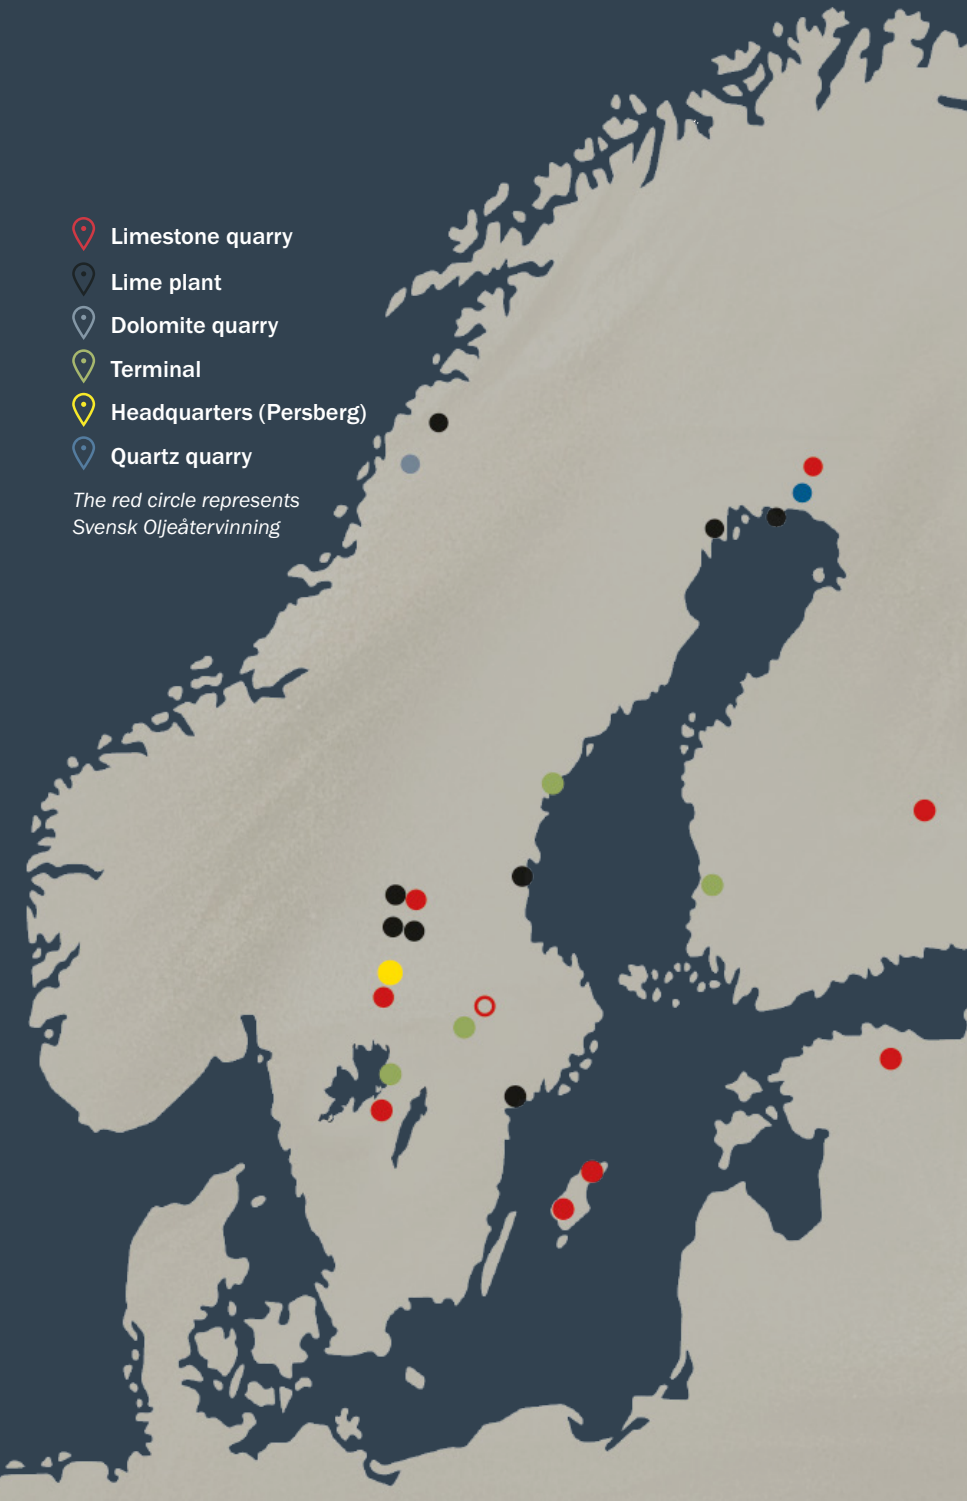 Limestone quarry
Lime plant
Dolomite quarry
Terminal
Headquarters (Persberg)
Quartz quarry
The red circle represents
Svensk Oljeåtervinning